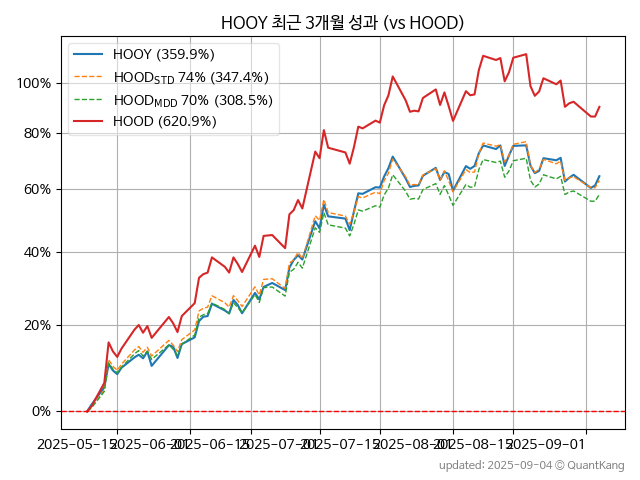 HOOY 최근 3개월 성과 (vs HOOD)
HOOY (359.9%)
HOOD_STD 74% (347.4%)
HOOD_MDD 70% (308.5%)
HOOD (620.9%)
100%
80%
60%
40%
20%
0%
2025-05-15
2025-06-01
2025-06-15
2025-07-01
2025-07-15
2025-08-01
2025-08-15
2025-09-01
updated: 2025-09-04 © QuantKang